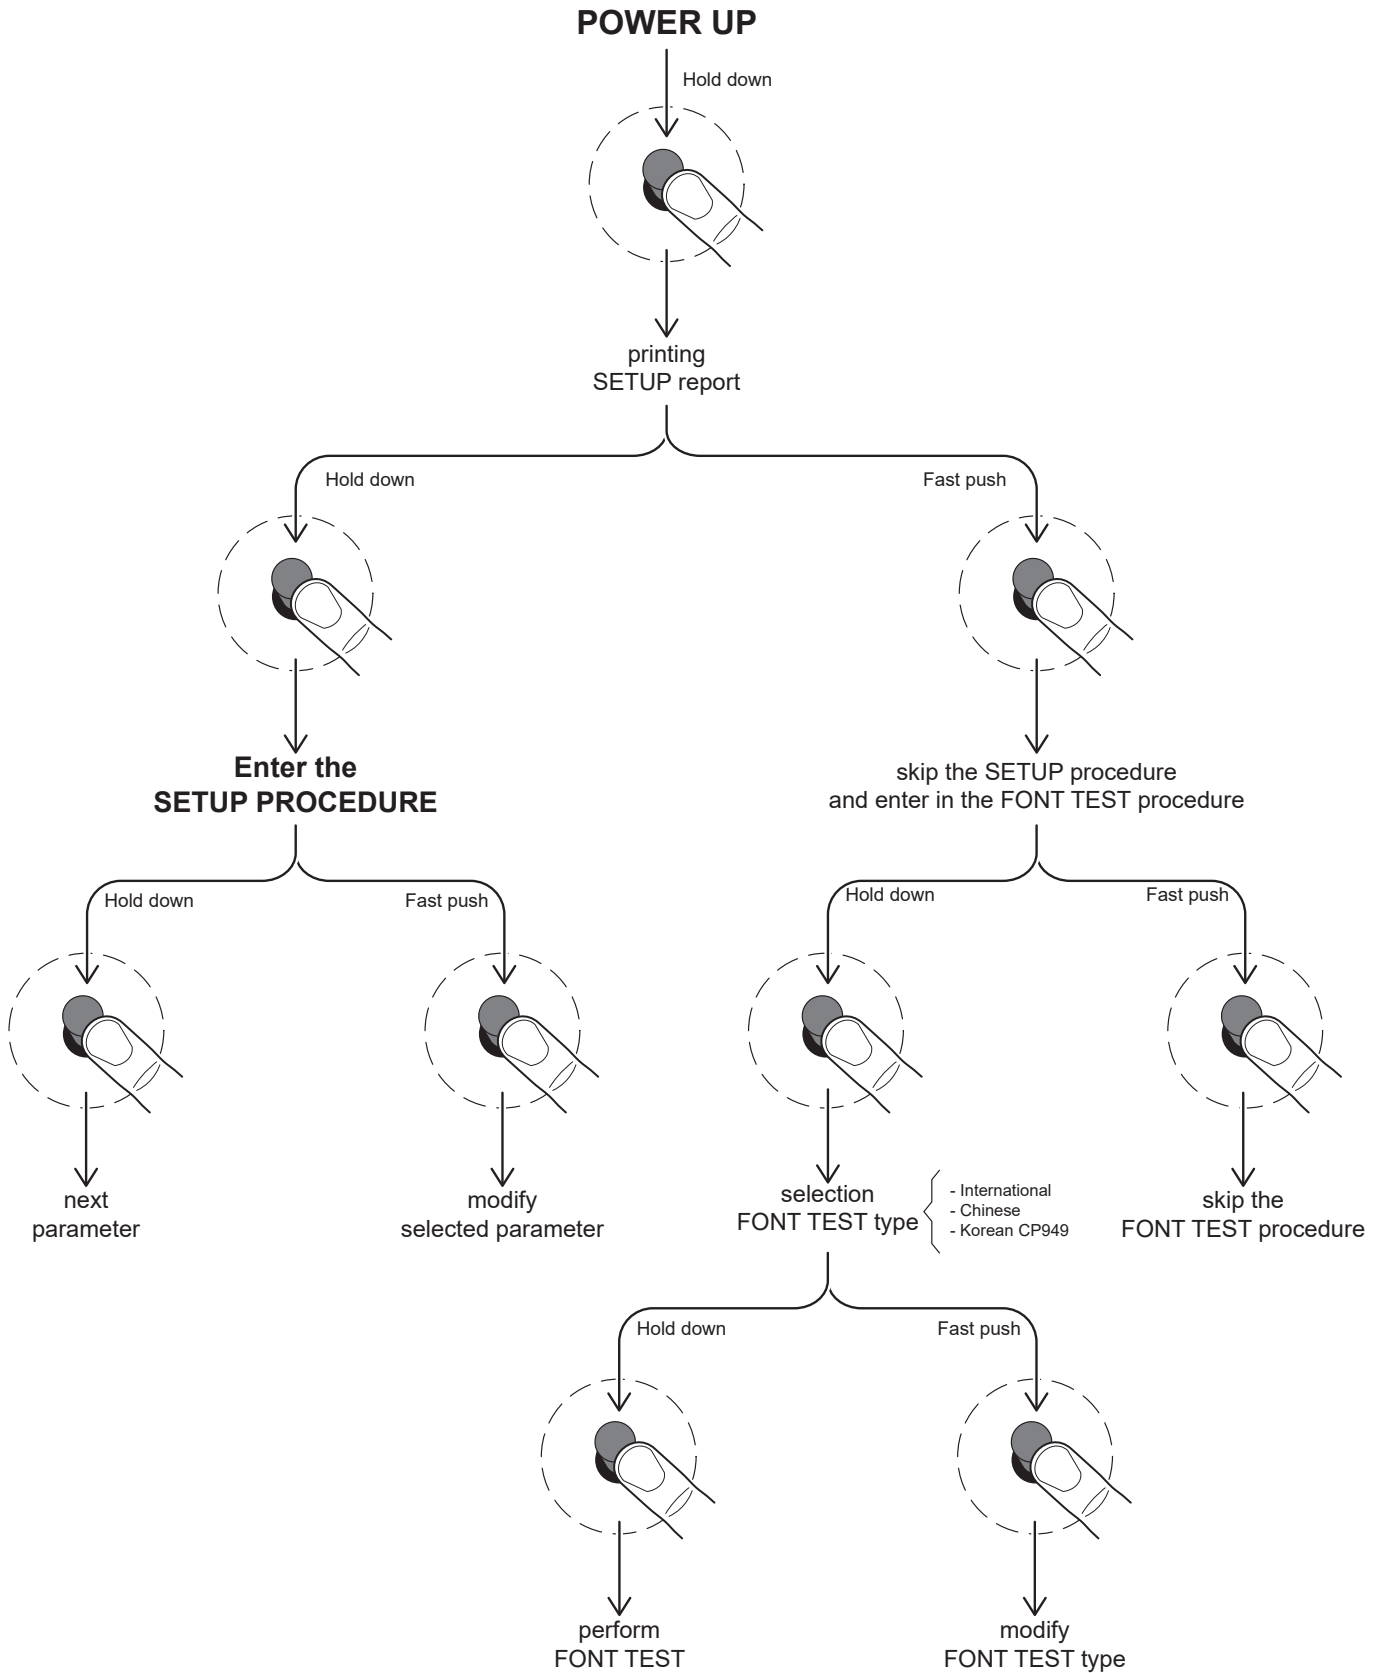 POWER UP
Hold down
printing
SETUP report
Hold down
Fast push
Enter the
SETUP PROCEDURE
skip the SETUP procedure
and enter in the FONT TEST procedure
Hold down
Fast push
Hold down
Fast push
next
parameter
modify
selected parameter
selection
FONT TEST type
- International
- Chinese
- Korean CP949
skip the
FONT TEST procedure
Hold down
Fast push
perform
FONT TEST
modify
FONT TEST type